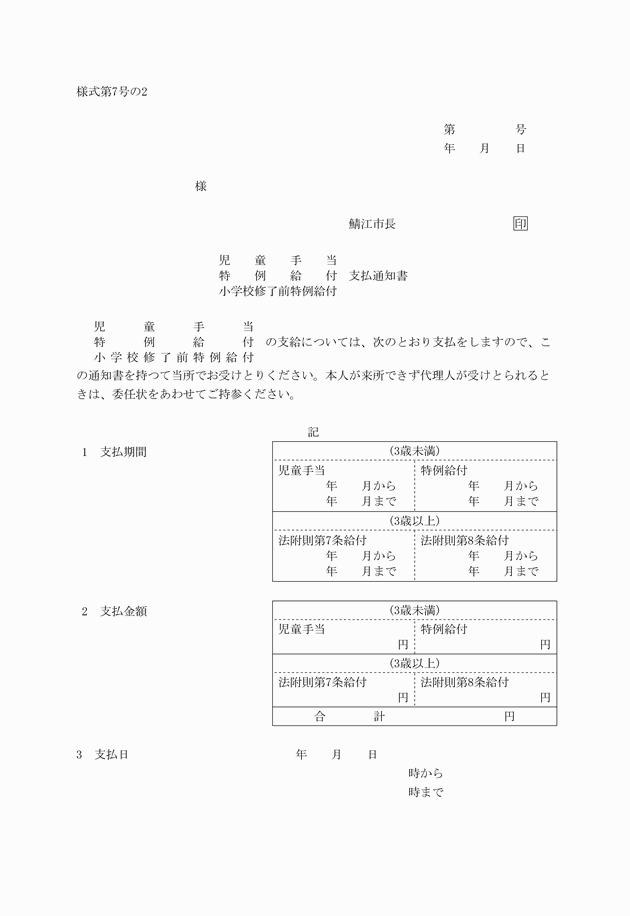 様式第7号の2
第　　　　　号
年　　月　　日
様
鯖江市長　　　　　　　　　　印
児童手当
特例給付　支払通知書
小学校修了前特例給付
児童手当
特例給付　の支給については、次のとおり支払をしますので、こ
小学校修了前特例給付
の通知書を持つて当所でお受けとりください。本人が来所できず代理人が受けとられると
きは、委任状をあわせてご持参ください。
記
1　支払期間
(3歳未満)
児童手当　特例給付
年　　月から　年　　月から
年　　月まで　年　　月まで
(3歳以上)
法附則第7条給付　法附則第8条給付
年　　月から　年　　月から
年　　月まで　年　　月まで
2　支払金額
(3歳未満)
児童手当　特例給付
円　円
(3歳以上)
法附則第7条給付　法附則第8条給付
円　円
合　　　　計　　　　　　　　　　円
3　支払日　年　　月　　日
時から
時まで